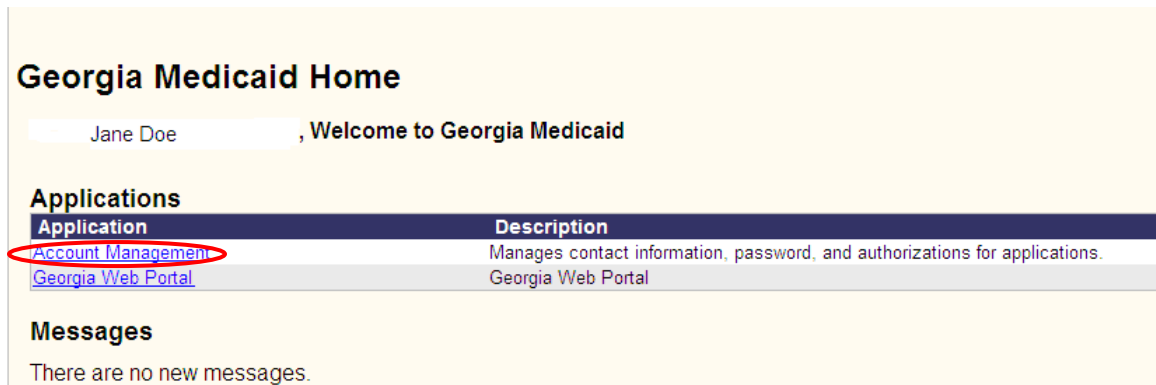 Georgia Medicaid Home
Jane Doe , Welcome to Georgia Medicaid
Applications
Application Description
Account Management Manages contact information, password, and authorizations for applications.
Georgia Web Portal Georgia Web Portal
Messages
There are no new messages.